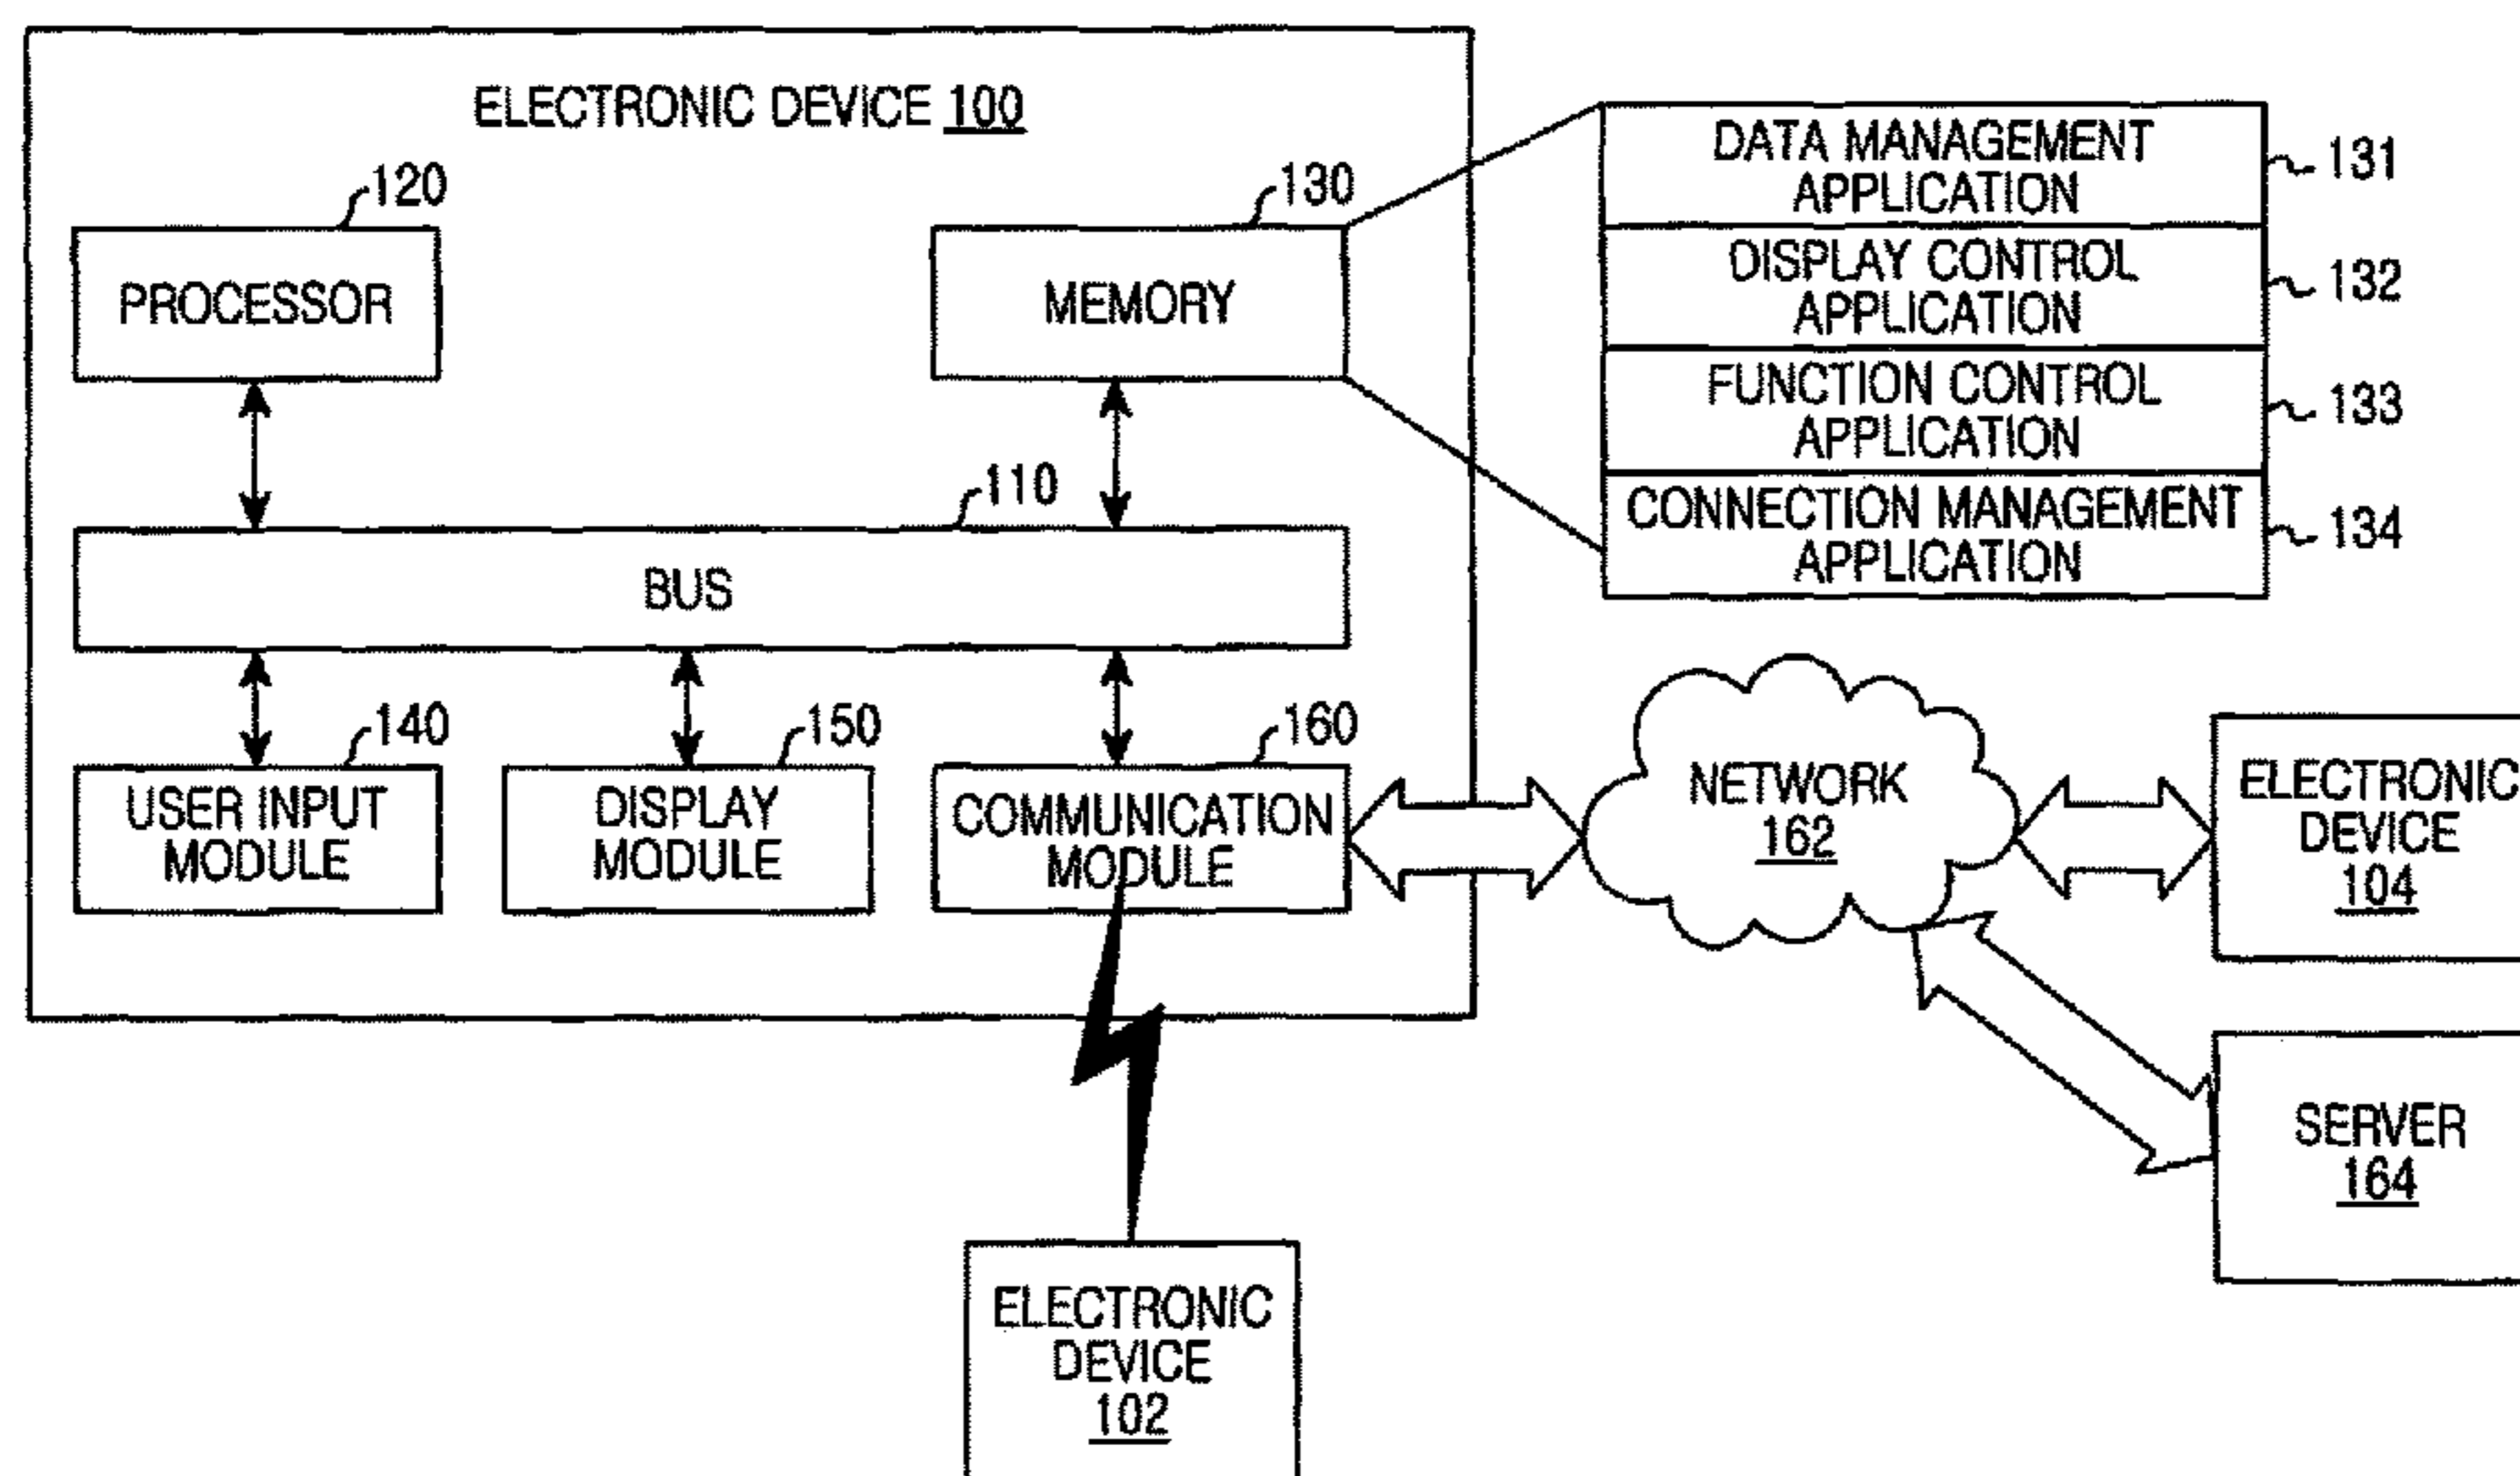 ELECTRONIC DEVICE 100
120
PROCESSOR
130
MEMORY
DATA MANAGEMENT
APPLICATION
131
DISPLAY CONTROL
APPLICATION
132
FUNCTION CONTROL
APPLICATION
133
CONNECTION MANAGEMENT
APPLICATION
134
110
BUS
140
USER INPUT
MODULE
150
DISPLAY
MODULE
160
COMMUNICATION
MODULE
NETWORK
162
ELECTRONIC
DEVICE
104
SERVER
164
ELECTRONIC
DEVICE
102